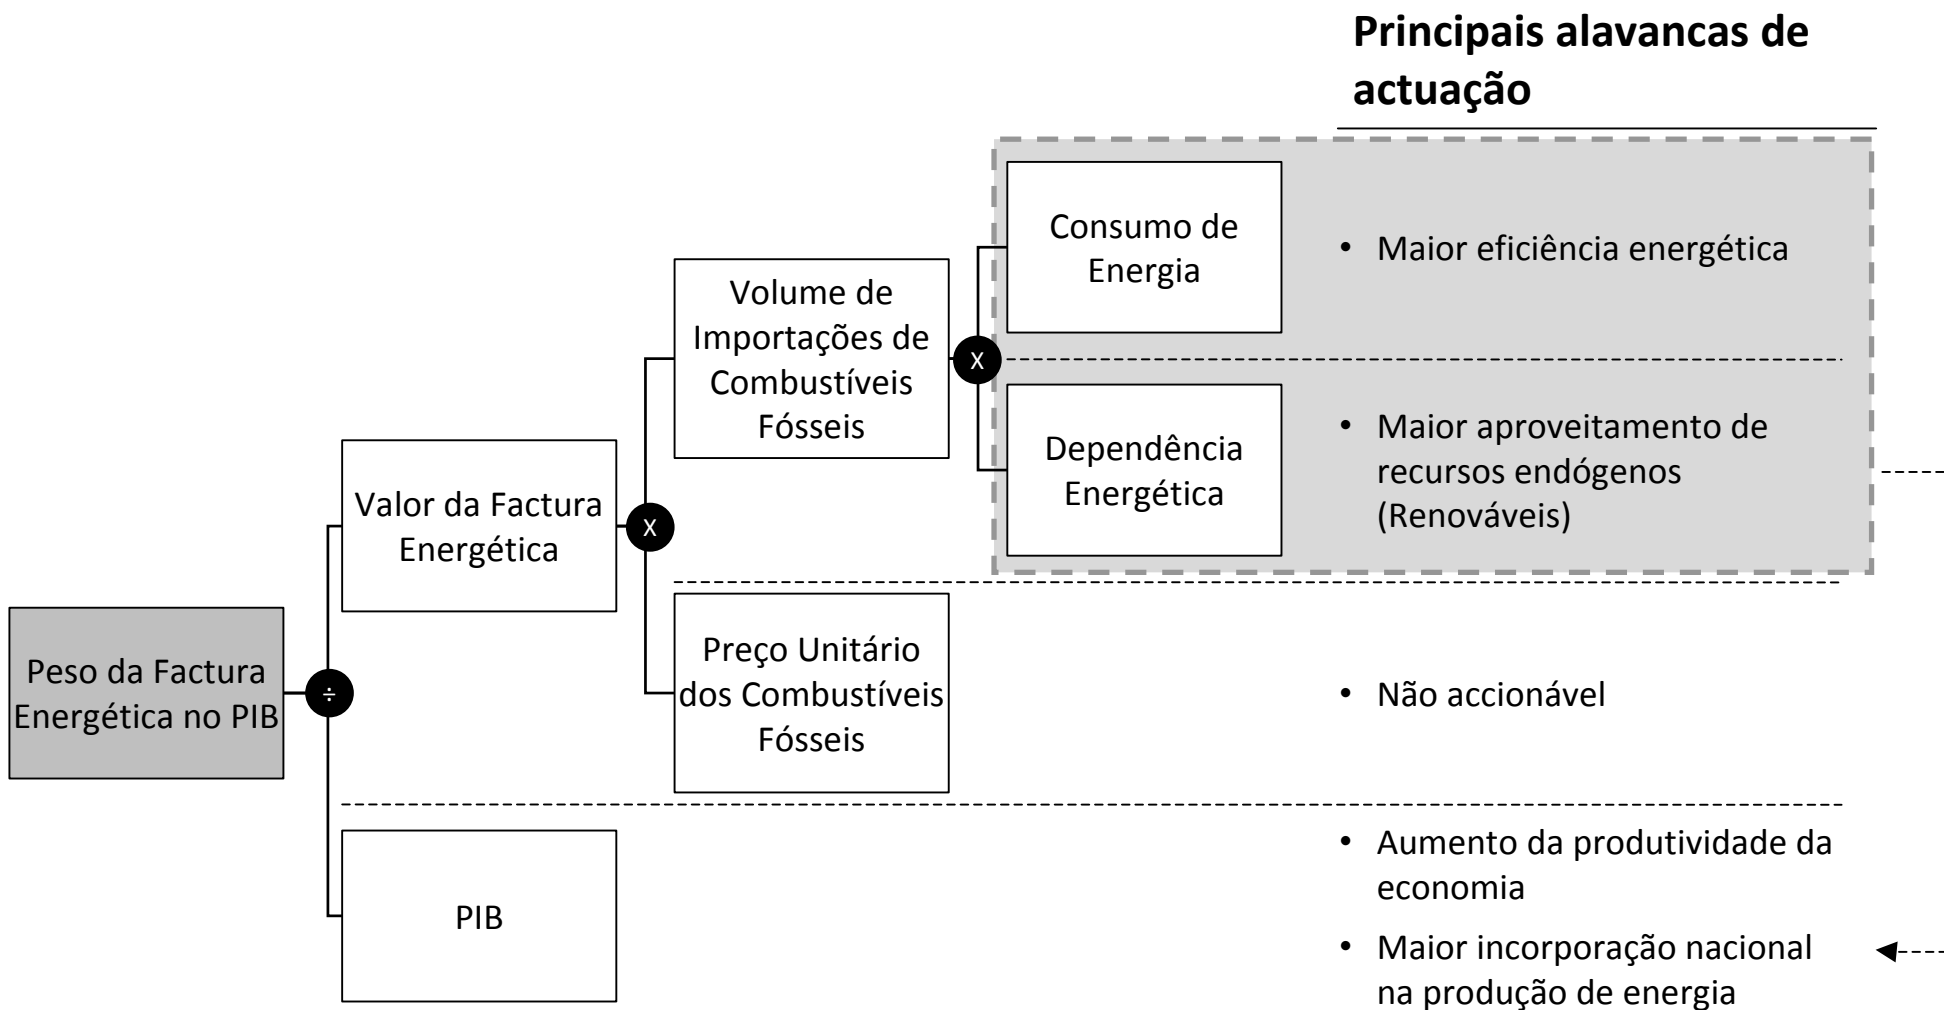 Principais alavancas de
actuação
Consumo de
Energia
• Maior eficiência energética
Volume de
Importações de
Combustíveis
Fósseis
X
Dependência
Energética
• Maior aproveitamento de
recursos endógenos
(Renováveis)
Valor da Factura
Energética
X
Peso da Factura
Energética no PIB
÷
Preço Unitário
dos Combustíveis
Fósseis
• Não accionável
PIB
• Aumento da produtividade da
economia
• Maior incorporação nacional
na produção de energia